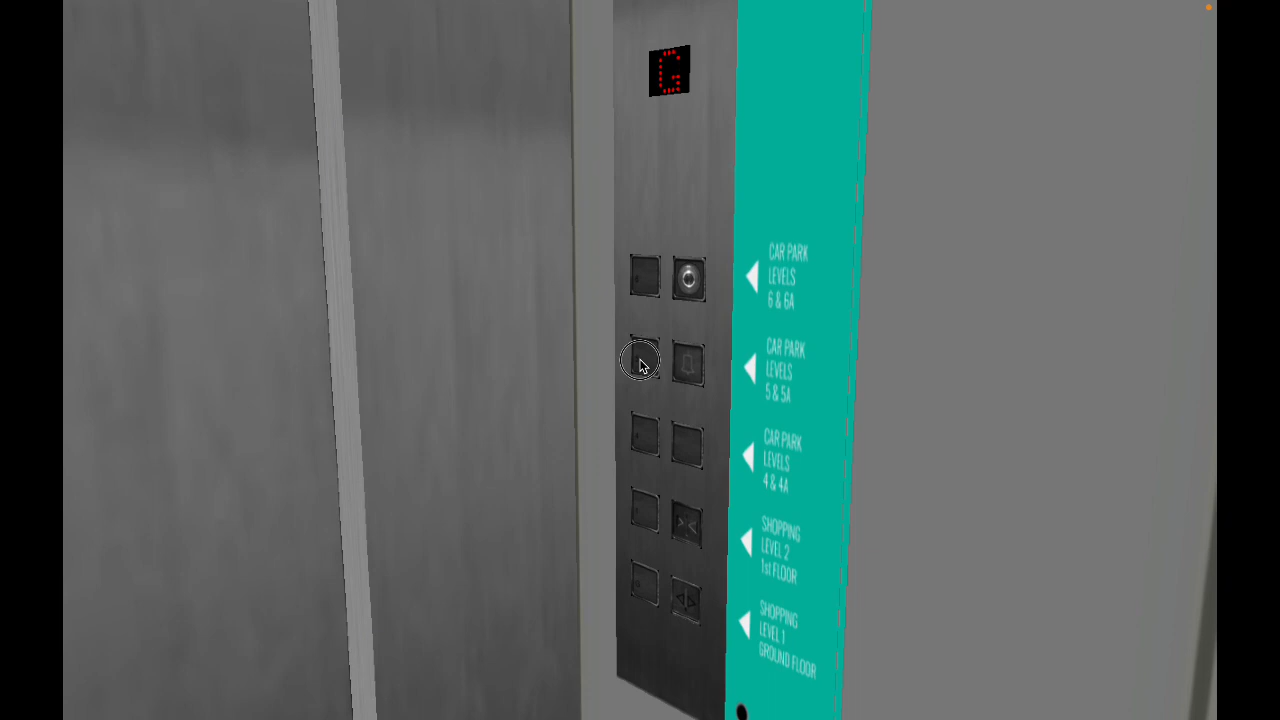 G
CAR PARK
LEVELS
6 & 6A
CAR PARK
LEVELS
5 & 5A
CAR PARK
LEVELS
4 & 4A
SHOPPING
LEVEL 2
1st FLOOR
SHOPPING
LEVEL 1
GROUND FLOOR